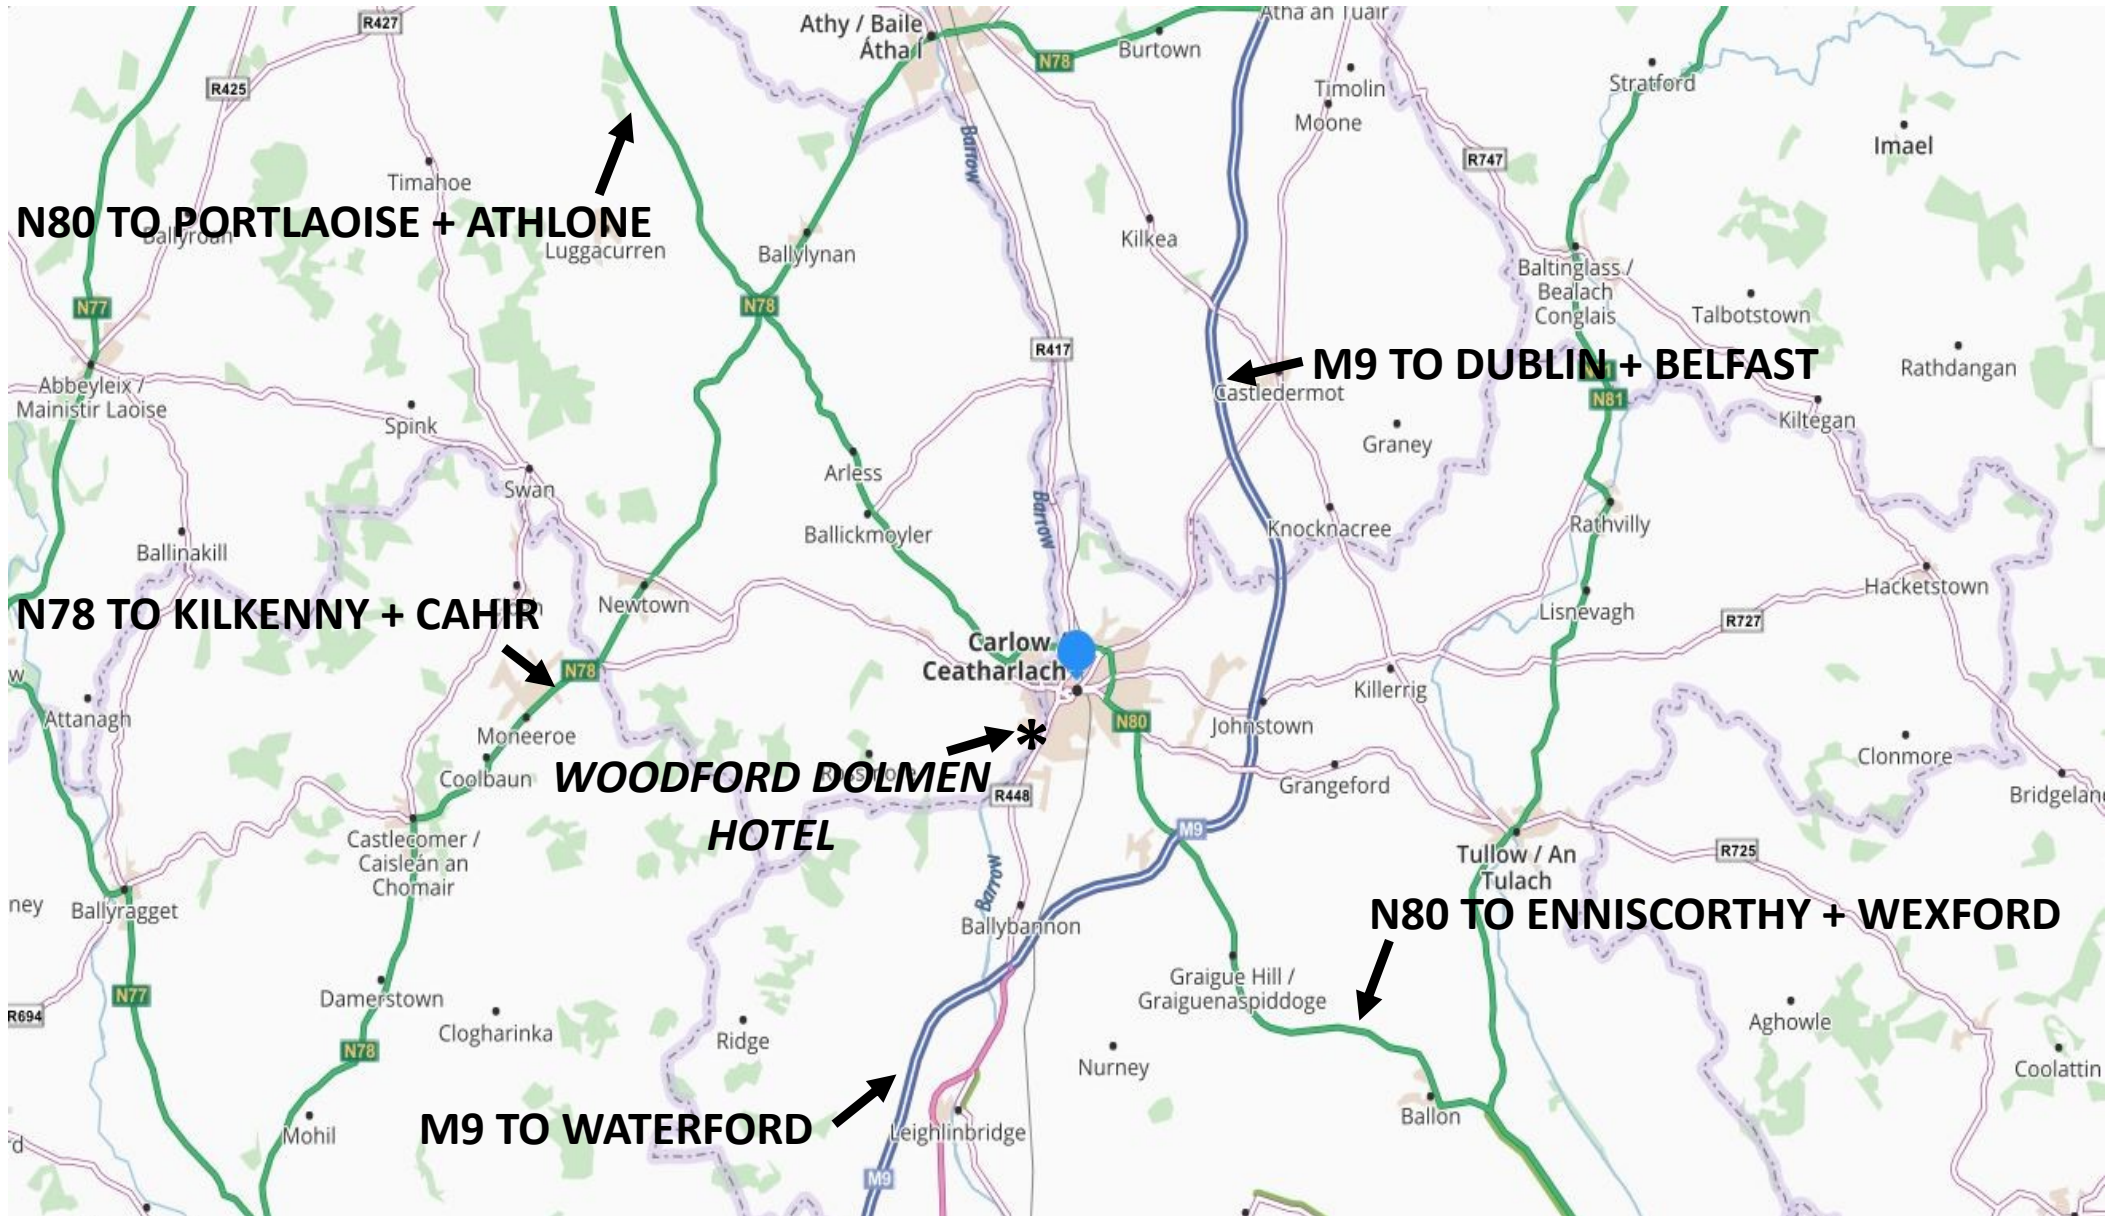 R427
Athy / Baile
Átha Í
N78
Burtown
Átha an Tuair
Timolin
Moone
Stratford
Imael
R425
Timahoe
Barrow
R747
N80 TO PORTLAOISE + ATHLONE
Ballyroan
Luggacurren
Ballylynan
Kilkea
Baltinglass /
Bealach
Conglais
Talbotstown
N77
N78
R417
M9 TO DUBLIN + BELFAST
Rathdangan
Abbeyleix /
Mainistir Laoise
Castledermot
N81
Spink
Graney
Kiltegan
Arless
Swan
Barrow
Ballickmoyler
Knocknacree
Rathvilly
Ballinakill
Hacketstown
N78 TO KILKENNY + CAHIR
Newtown
Lisnevagh
R727
Carlow
Ceatharlach
N78
Killerrig
Attanagh
Moneeroe
N80
Johnstown
*
Clonmore
Coolbaun
WOODFORD DOLMEN
HOTEL
R448
Grangeford
Bridgeland
Castlecomer /
Caisleán an
Chomair
M9
Tullow / An
Tulach
R725
Barrow
ney
Ballyragget
Ballybannon
N80 TO ENNISCORTHY + WEXFORD
Graigue Hill /
Graiguenaspiddoge
N77
Damerstown
R694
Clogharinka
Ridge
Aghowle
N78
Nurney
Coolattin
Mohil
M9 TO WATERFORD
Leighlinbridge
Ballon
M9